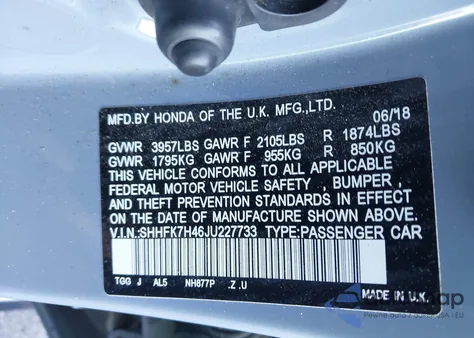 MFD.BY HONDA OF THE U.K. MFG.,LTD. 06/18
GVWR 3957LBS GAWR F 2105LBS R 1874LBS
GVWR 1795KG GAWR F 955KG R 850KG
THIS VEHICLE CONFORMS TO ALL APPLICABLE
FEDERAL MOTOR VEHICLE SAFETY , BUMPER ,
AND THEFT PREVENTION STANDARDS IN EFFECT
ON THE DATE OF MANUFACTURE SHOWN ABOVE.
V.I.N.:SHHFK7H46JU227733 TYPE:PASSENGER CAR
TGG J AL5 NH877P .Z .U
MADE IN U.K.